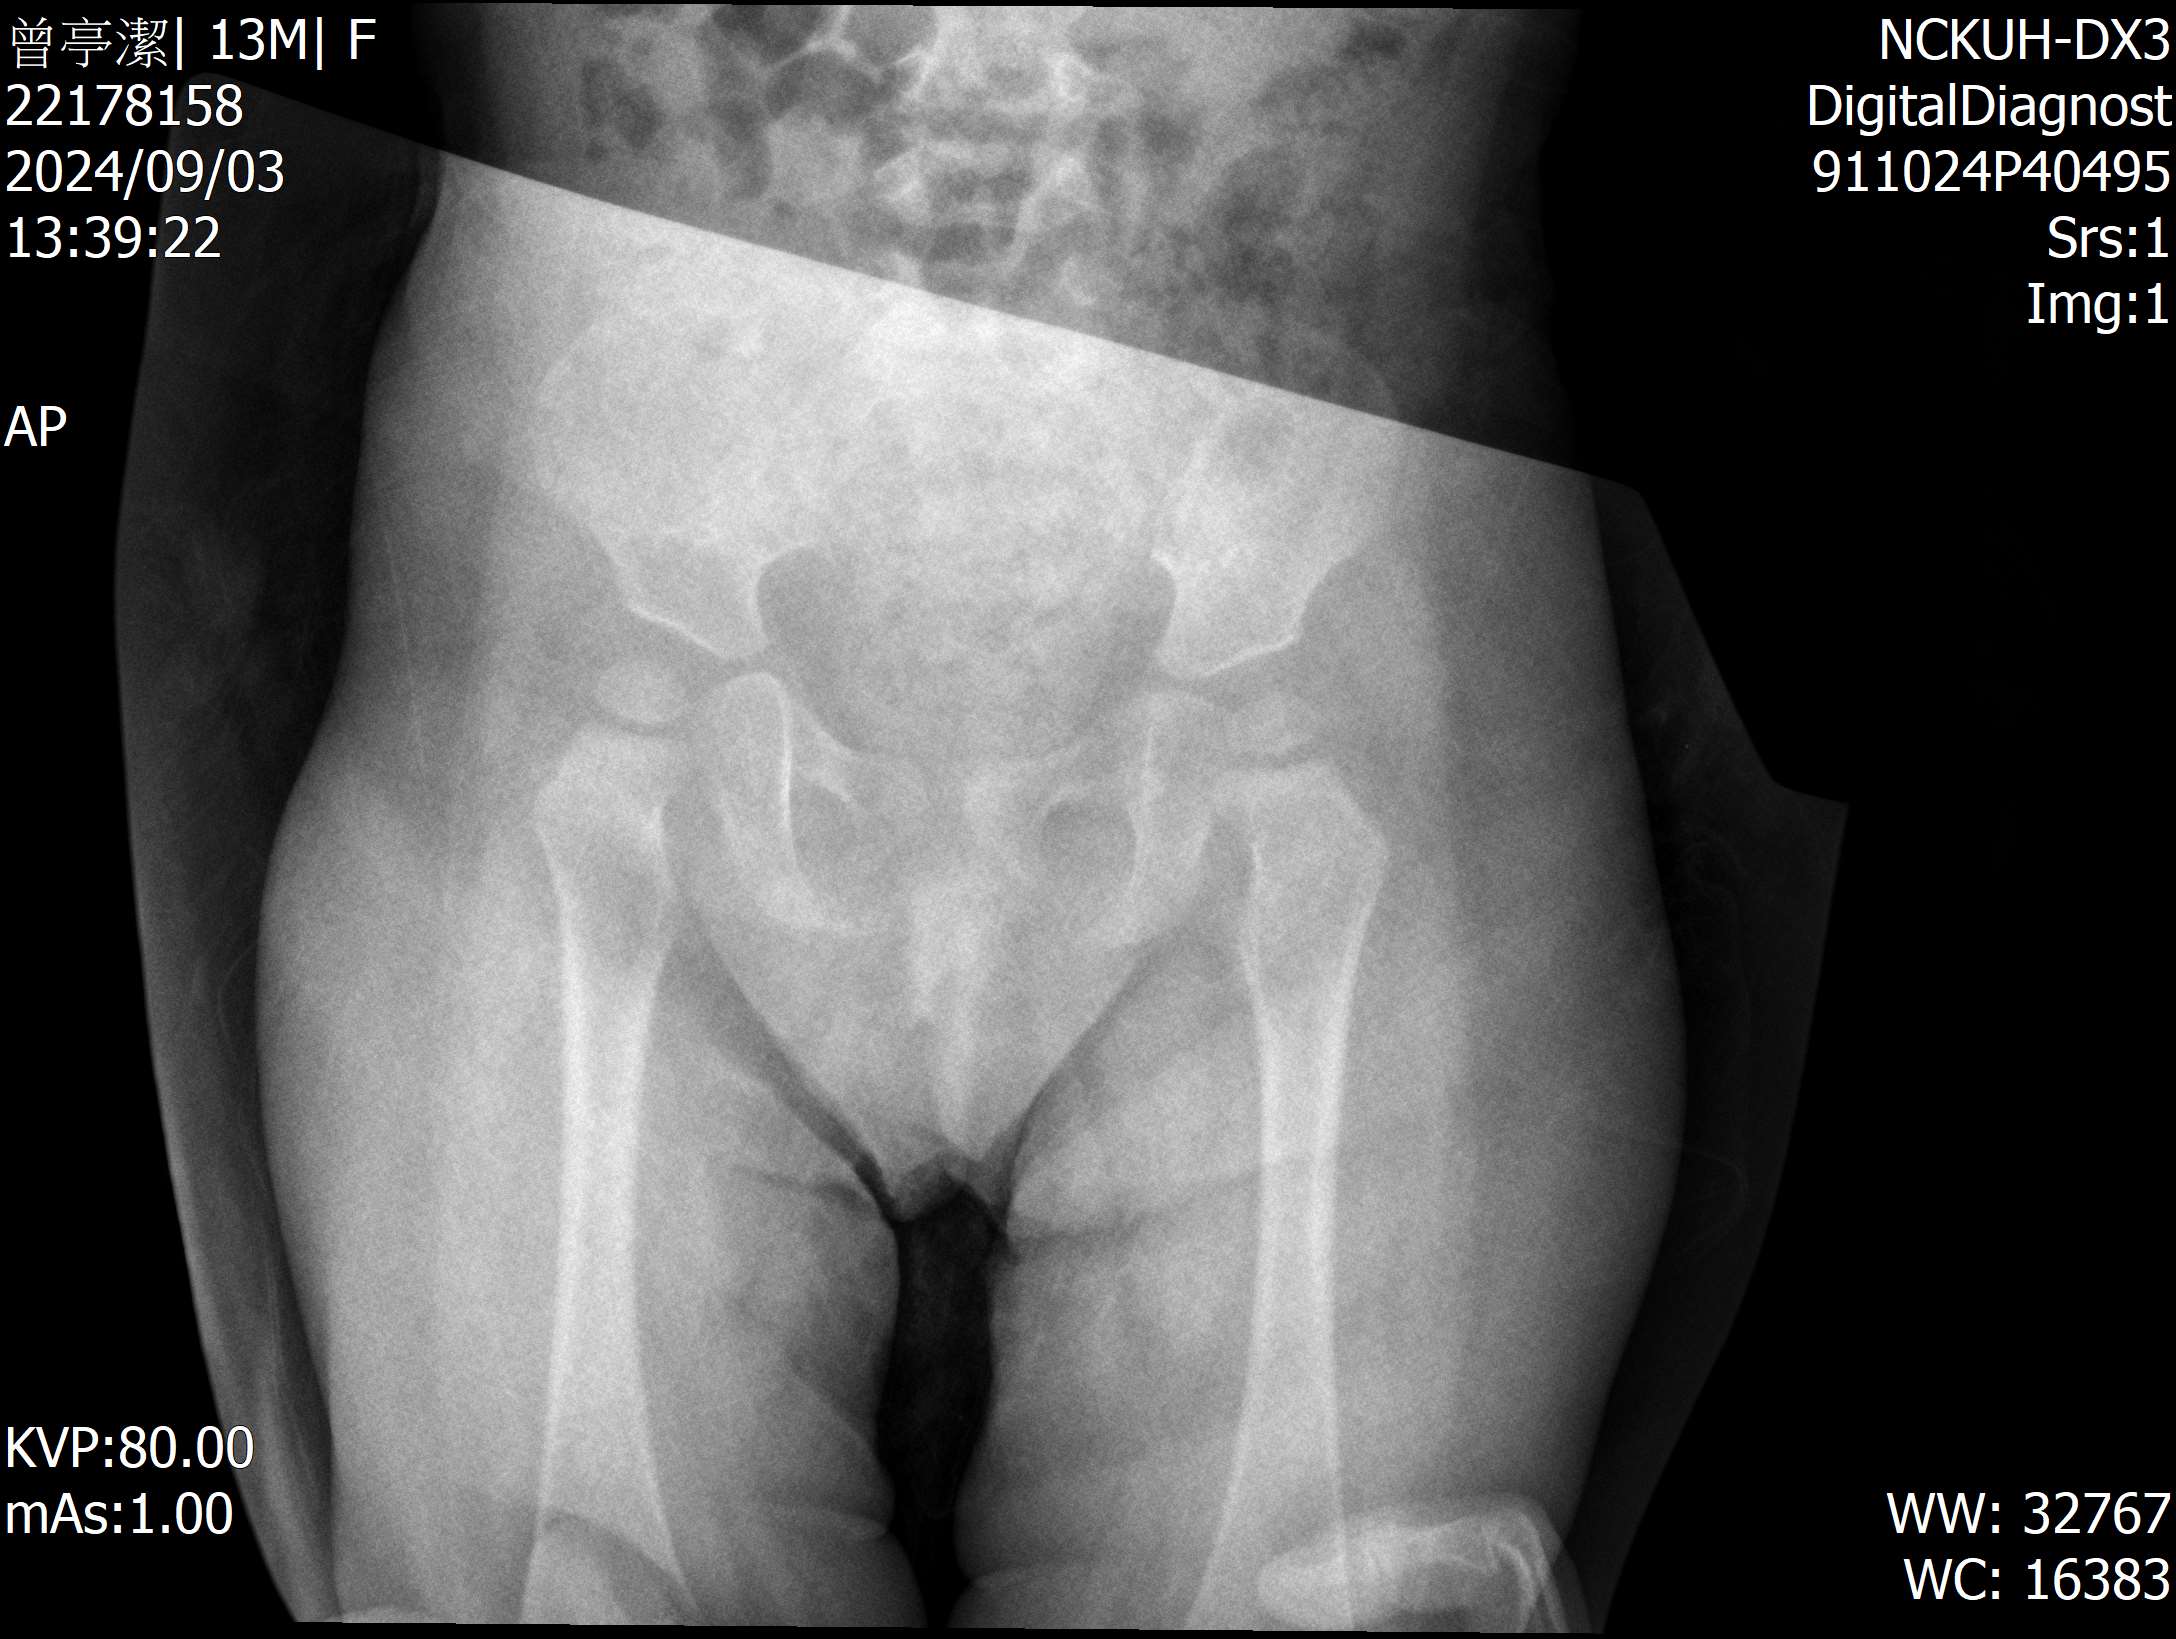 曾亭潔| 13M| F
22178158
2024/09/03
13:39:22
AP
NCKUH-DX3
DigitalDiagnost
911024P40495
Srs:1
Img:1
KVP:80.00
mAs:1.00
WW: 32767
WC: 16383